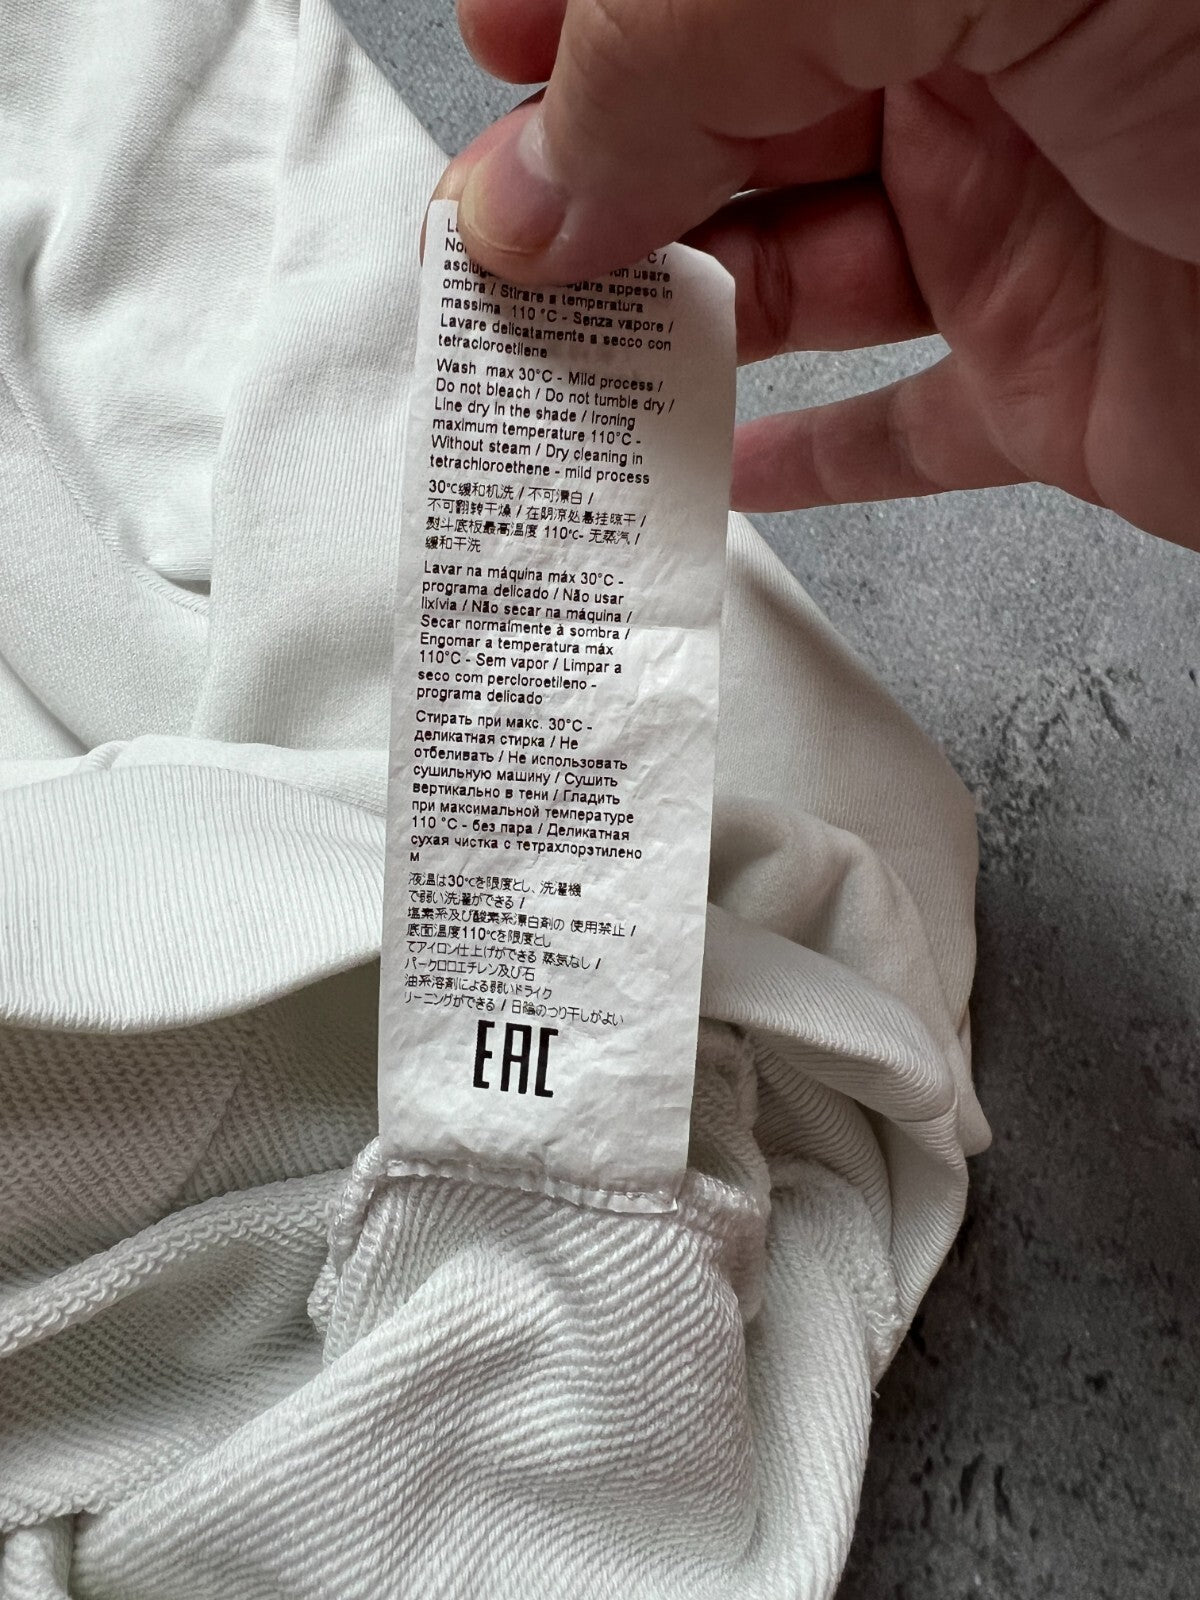 C /
asciug on usare
gare appeso in
ombra / Stirare a temperatura
massima 110 °C - Senza vapore /
Lavare delicatamente a secco con
tetracloroetilene
Wash max 30°C - Mild process /
Do not bleach / Do not tumble dry /
Line dry in the shade / Ironing
maximum temperature 110°C -
Without steam / Dry cleaning in
tetrachloroethene - mild process
30℃缓和机洗 / 不可漂白 /
不可翻转干燥 / 在阴凉处悬挂晾干 /
熨斗底板最高温度 110℃- 无蒸汽 /
缓和干洗
Lavar na máquina máx 30°C -
programa delicado / Não usar
lixívia / Não secar na máquina /
Secar normalmente à sombra /
Engomar a temperatura máx
110°C - Sem vapor / Limpar a
seco com percloroetileno -
programa delicado
Стирать при макс. 30°C -
деликатная стирка / Не
отбеливать / Не использовать
сушильную машину / Сушить
вертикально в тени / Гладить
при максимальной температуре
110 °C - без пара / Деликатная
сухая чистка с тетрахлорэтилено
м
液温は30℃を限度とし、洗濯機
で弱い洗濯ができる /
塩素系及び酸素系漂白剤の 使用禁止 /
底面温度110℃を限度とし
てアイロン仕上げができる 蒸気なし /
パークロロエチレン及び石
油系溶剤による弱いドライク
リーニングができる / 日陰のつり干しがよい
EAC